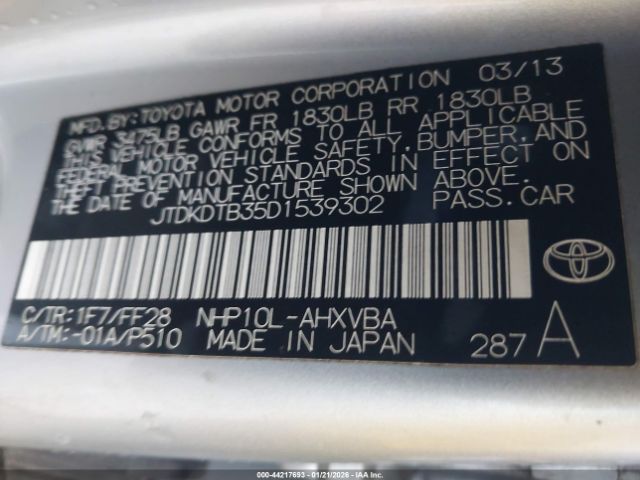 MFD. BY: TOYOTA MOTOR CORPORATION 03/13
GVWR 3475LB GAWR FR 1830LB RR 1830LB
THIS VEHICLE CONFORMS TO ALL APPLICABLE
FEDERAL MOTOR VEHICLE SAFETY, BUMPER, AND
THEFT PREVENTION STANDARDS IN EFFECT ON
THE DATE OF MANUFACTURE SHOWN ABOVE.
JTDKDTB35D1539302 PASS. CAR
C/TR: 1F7/FF28 NHP10L-AHXVBA
A/TM: -01A/P510 MADE IN JAPAN 287 A
000-44217693 - 01/21/2026 - IAA Inc.